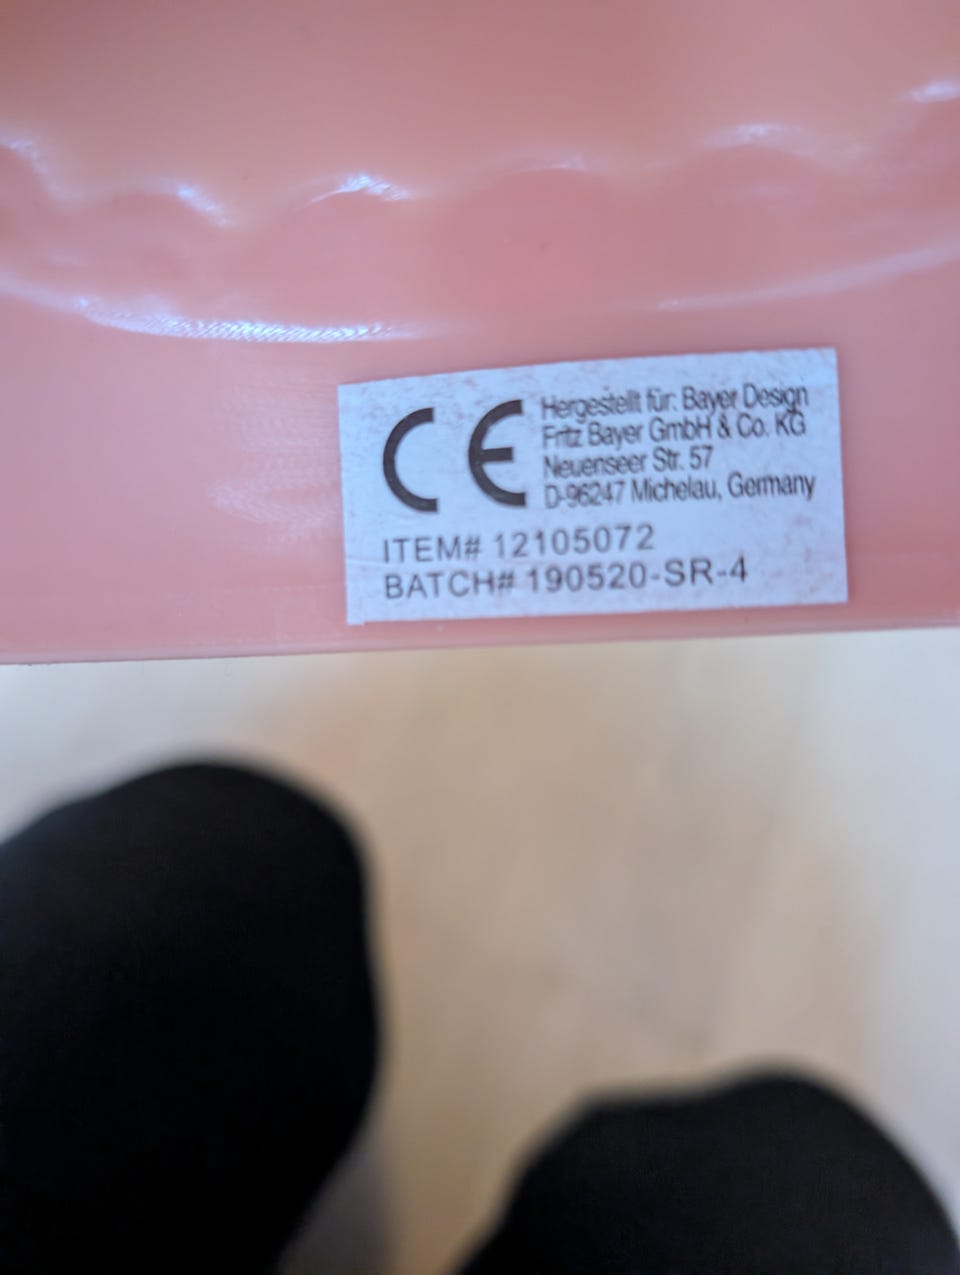 CE
Hergestellt für: Bayer Design
Fritz Bayer GmbH & Co. KG
Neuenseer Str. 57
D-96247 Michelau, Germany
ITEM# 12105072
BATCH# 190520-SR-4